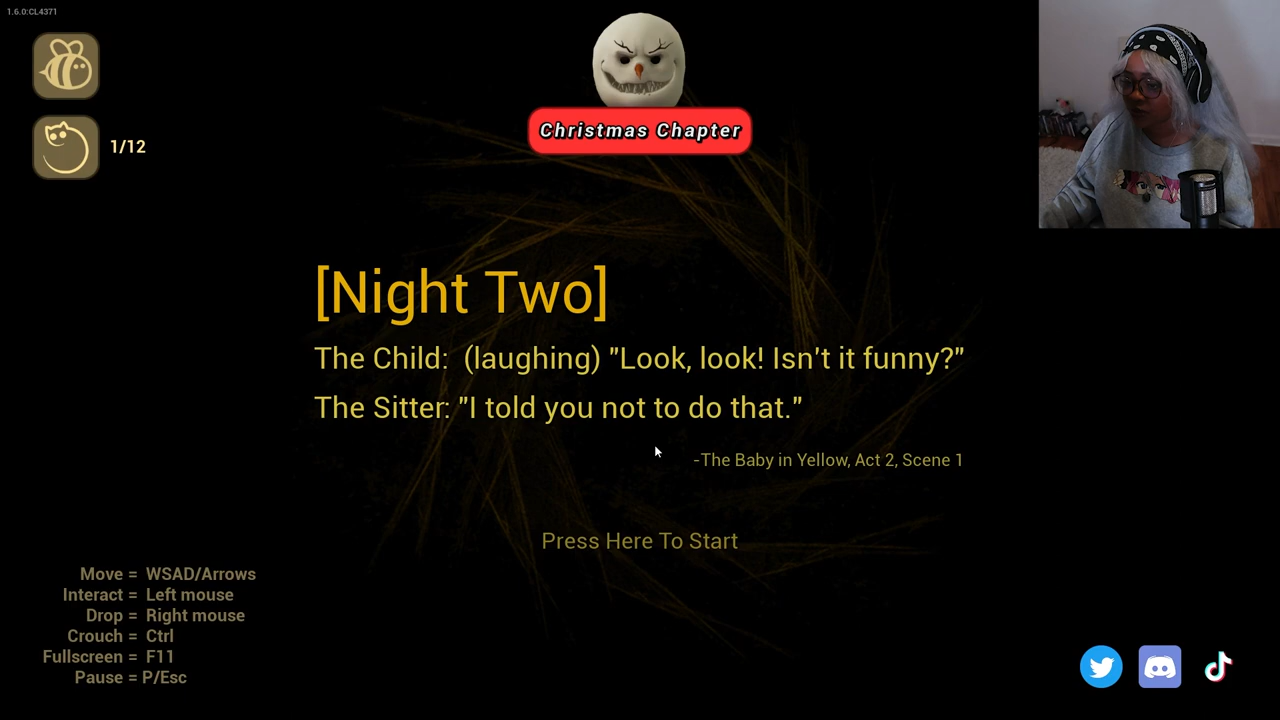 1.6.0:CL4371
Christmas Chapter
1/12
[Night Two]
The Child:  (laughing) "Look, look! Isn't it funny?"
The Sitter: "I told you not to do that."
-The Baby in Yellow, Act 2, Scene 1
Press Here To Start
Move = WSAD/Arrows
Interact = Left mouse
Drop = Right mouse
Crouch = Ctrl
Fullscreen = F11
Pause = P/Esc